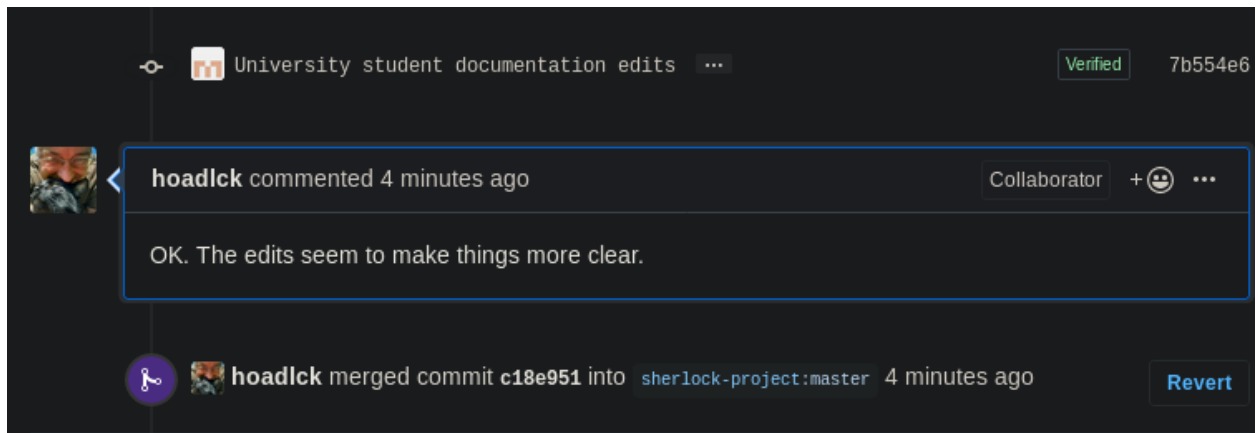 University student documentation edits ... Verified 7b554e6
hoadlck commented 4 minutes ago Collaborator + ...
OK. The edits seem to make things more clear.
hoadlck merged commit c18e951 into sherlock-project:master 4 minutes ago Revert